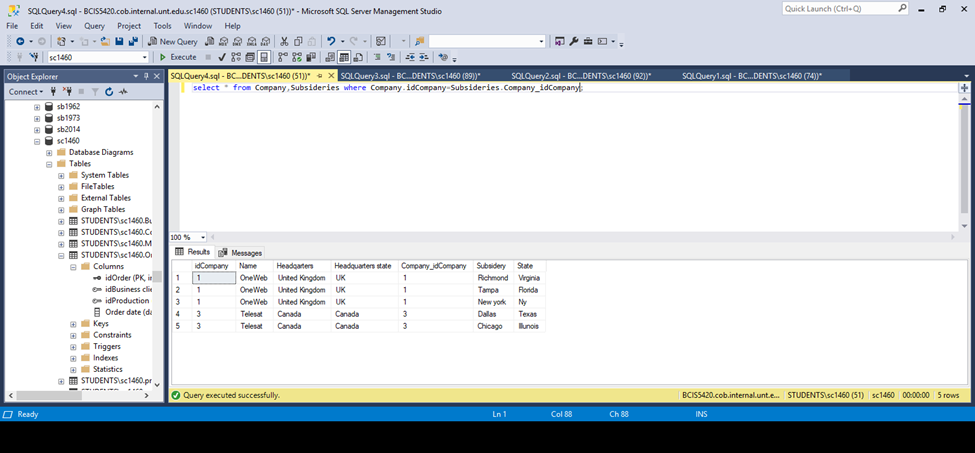 SQLQuery4.sql - BCIS5420.cob.internal.unt.edu.sc1460 (STUDENTS\sc1460 (51))* - Microsoft SQL Server Management Studio
Quick Launch (Ctrl+Q)
File Edit View Query Project Tools Window Help
New Query
sc1460 Execute
Object Explorer
SQLQuery4.sql - BC...DENTS\sc1460 (51))* SQLQuery3.sql - BC...DENTS\sc1460 (89))* SQLQuery2.sql - BC...DENTS\sc1460 (92))* SQLQuery1.sql - BC...DENTS\sc1460 (74))*
Connect
select * from Company,Subsideries where Company.idCompany=Subsideries.Company_idCompany;
sb1962
sb1973
sb2014
sc1460
Database Diagrams
Tables
System Tables
FileTables
External Tables
Graph Tables
STUDENTS\sc1460.Bu
STUDENTS\sc1460.Co
STUDENTS\sc1460.M
STUDENTS\sc1460.Or
Columns
idOrder (PK, in
idBusiness clie
idProduction
Order date (da
Keys
Constraints
Triggers
Indexes
Statistics
STUDENTS\sc1460.pr
100 %
Results Messages
idCompany Name Headqarters Headquarters state Company_idCompany Subsidery State
1 1 OneWeb United Kingdom UK 1 Richmond Virginia
2 1 OneWeb United Kingdom UK 1 Tampa Florida
3 1 OneWeb United Kingdom UK 1 New york Ny
4 3 Telesat Canada Canada 3 Dallas Texas
5 3 Telesat Canada Canada 3 Chicago Illunois
Query executed successfully. BCIS5420.cob.internal.unt.e... STUDENTS\sc1460 (51) sc1460 00:00:00 5 rows
Ready Ln 1 Col 88 Ch 88 INS